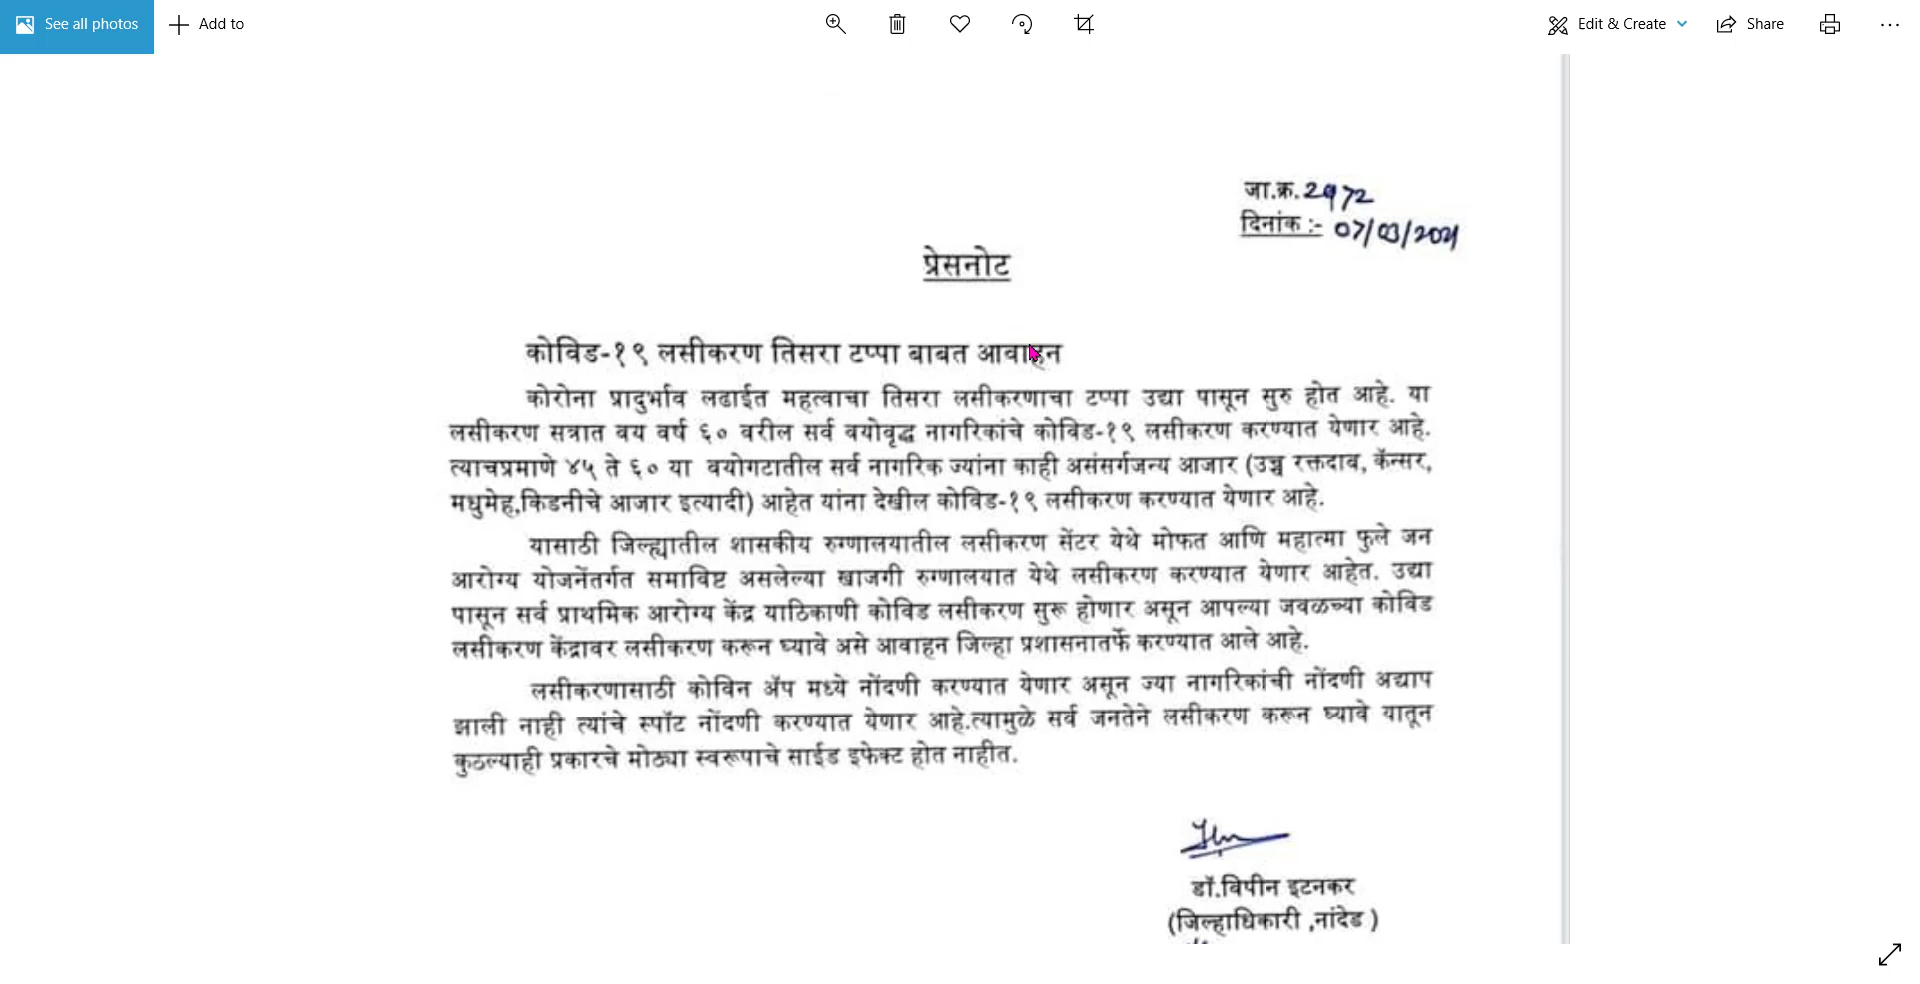 See all photos
Add to
Edit & Create
Share
जा.क्र.2972
दिनांक :- 07/03/2021
प्रेसनोट
कोविड-१९ लसीकरण तिसरा टप्पा बाबत आवाहन
कोरोना प्रादुर्भाव लढाईत महत्वाचा तिसरा लसीकरणाचा टप्पा उद्या पासून सुरु होत आहे. या
लसीकरण सत्रात वय वर्ष ६० वरील सर्व वयोवृद्ध नागरिकांचे कोविड-१९ लसीकरण करण्यात येणार आहे.
त्याचप्रमाणे ४५ ते ६० या वयोगटातील सर्व नागरिक ज्यांना काही असंसर्गजन्य आजार (उच्च रक्तदाब, कॅन्सर,
मधुमेह,किडनीचे आजार इत्यादी) आहेत यांना देखील कोविड-१९ लसीकरण करण्यात येणार आहे.
यासाठी जिल्ह्यातील शासकीय रुग्णालयातील लसीकरण सेंटर येथे मोफत आणि महात्मा फुले जन
आरोग्य योजनेंतर्गत समाविष्ट असलेल्या खाजगी रुग्णालयात येथे लसीकरण करण्यात येणार आहेत. उद्या
पासून सर्व प्राथमिक आरोग्य केंद्र याठिकाणी कोविड लसीकरण सुरू होणार असून आपल्या जवळच्या कोविड
लसीकरण केंद्रावर लसीकरण करून घ्यावे असे आवाहन जिल्हा प्रशासनातर्फे करण्यात आले आहे.
लसीकरणासाठी कोविन ॲप मध्ये नोंदणी करण्यात येणार असून ज्या नागरिकांची नोंदणी अद्याप
झाली नाही त्यांचे स्पॉट नोंदणी करण्यात येणार आहे.त्यामुळे सर्व जनतेने लसीकरण करून घ्यावे यातून
कुठल्याही प्रकारचे मोठ्या स्वरूपाचे साईड इफेक्ट होत नाहीत.
डॉ.विपीन इटनकर
(जिल्हाधिकारी ,नांदेड )